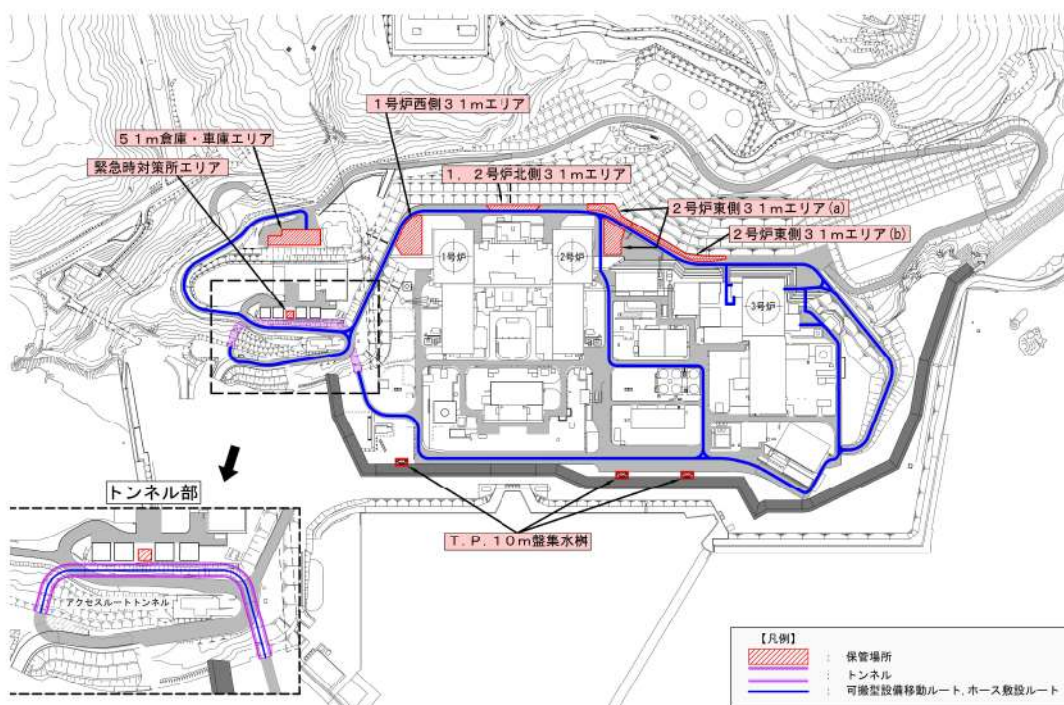 1号炉西側31mエリア
51m倉庫・車庫エリア
緊急時対策所エリア
1,2号炉北側31mエリア
2号炉東側31mエリア(a)
2号炉東側31mエリア(b)
1号炉
2号炉
3号炉
トンネル部
T.P.10m盤集水桝
アクセスルートトンネル
【凡例】
: 保管場所
: トンネル
: 可搬型設備移動ルート,ホース敷設ルート